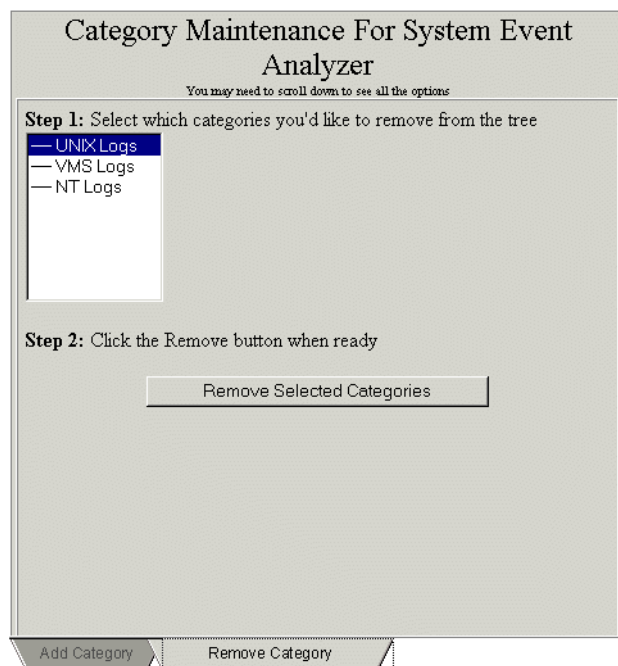 Category Maintenance For System Event
Analyzer
You may need to scroll down to see all the options
Step 1: Select which categories you'd like to remove from the tree
UNIX Logs
VMS Logs
NT Logs
Step 2: Click the Remove button when ready
Remove Selected Categories
Add Category
Remove Category